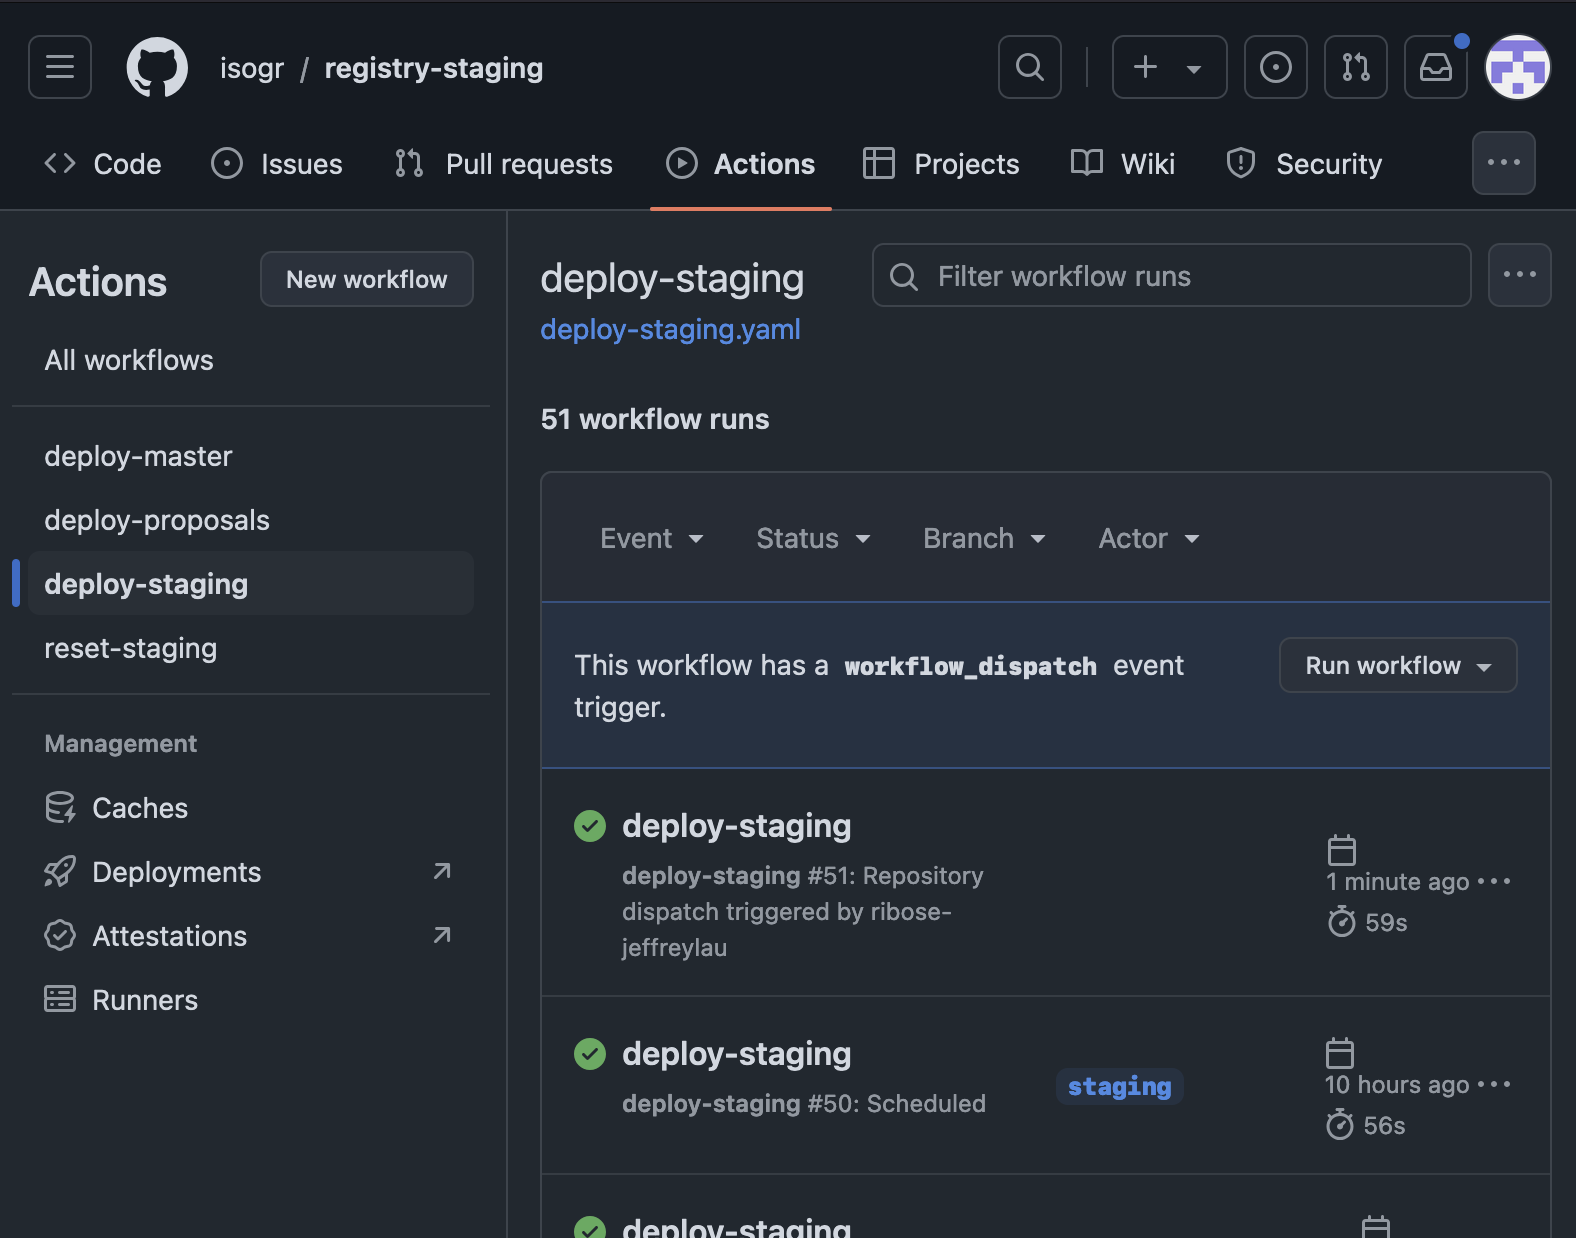 isogr / registry-staging
Code Issues Pull requests Actions Projects Wiki Security
Actions
New workflow
All workflows
deploy-master
deploy-proposals
deploy-staging
reset-staging
Management
Caches
Deployments
Attestations
Runners
deploy-staging
Filter workflow runs
deploy-staging.yaml
51 workflow runs
Event Status Branch Actor
This workflow has a workflow_dispatch event
trigger.
Run workflow
deploy-staging
deploy-staging #51: Repository
dispatch triggered by ribose-
jeffreylau
1 minute ago
59s
deploy-staging
deploy-staging #50: Scheduled
staging
10 hours ago
56s
deploy-staging